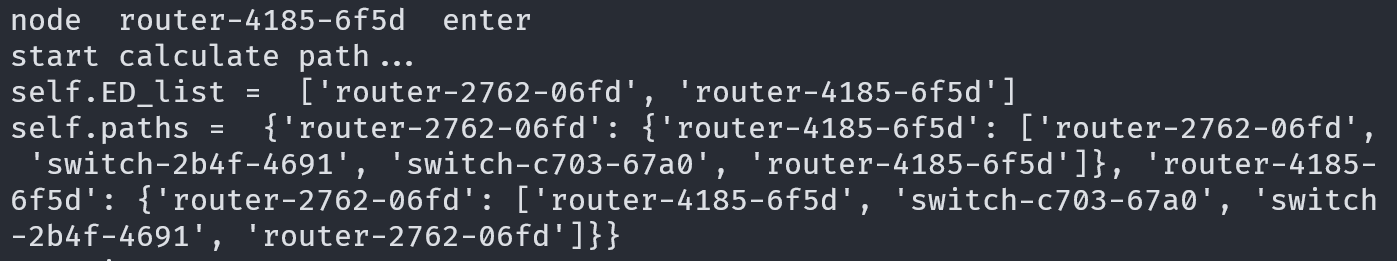 node  router-4185-6f5d  enter
start calculate path...
self.ED_list =  ['router-2762-06fd', 'router-4185-6f5d']
self.paths =  {'router-2762-06fd': {'router-4185-6f5d': ['router-2762-06fd',
 'switch-2b4f-4691', 'switch-c703-67a0', 'router-4185-6f5d']}, 'router-4185-
6f5d': {'router-2762-06fd': ['router-4185-6f5d', 'switch-c703-67a0', 'switch
-2b4f-4691', 'router-2762-06fd']}}